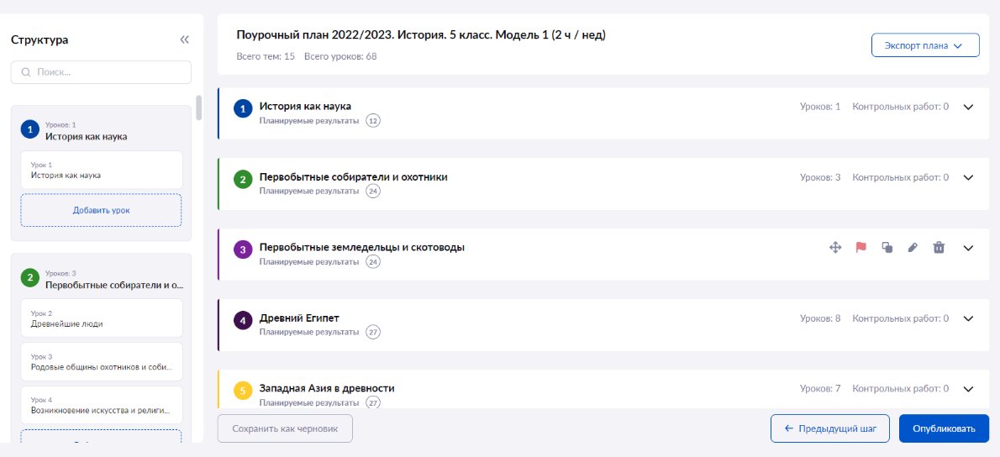 Структура
Поиск...
1
Уроков: 1
История как наука
Урок 1
История как наука
Добавить урок
2
Уроков: 3
Первобытные собиратели и о...
Урок 2
Древнейшие люди
Урок 3
Родовые общины охотников и соби...
Урок 4
Возникновение искусства и религи...
Поурочный план 2022/2023. История. 5 класс. Модель 1 (2 ч / нед)
Всего тем: 15 Всего уроков: 68
Экспорт плана
1 История как наука Уроков: 1 Контрольных работ: 0
Планируемые результаты 12
2 Первобытные собиратели и охотники Уроков: 3 Контрольных работ: 0
Планируемые результаты 24
3 Первобытные земледельцы и скотоводы
Планируемые результаты 24
4 Древний Египет Уроков: 8 Контрольных работ: 0
Планируемые результаты 27
5 Западная Азия в древности Уроков: 7 Контрольных работ: 0
Планируемые результаты 27
Сохранить как черновик
Предыдущий шаг
Опубликовать